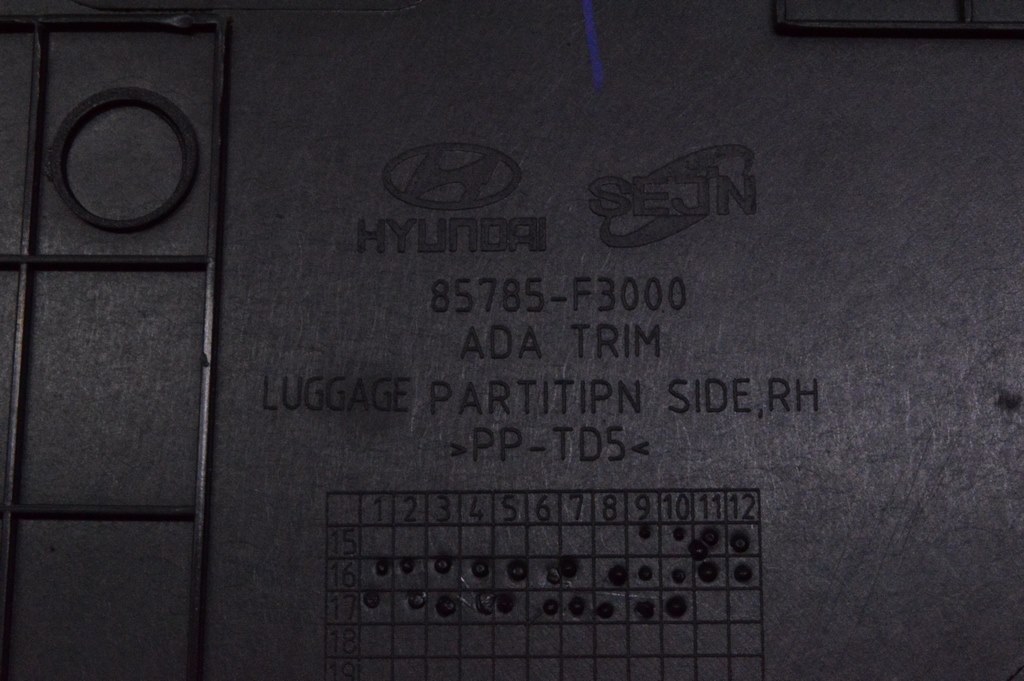 HYUNDAI SEJIN
85785-F3000
ADA TRIM
LUGGAGE PARTITIPN SIDE,RH
>PP-TD5<
1 2 3 4 5 6 7 8 9 10 11 12
15
16
17
18
19